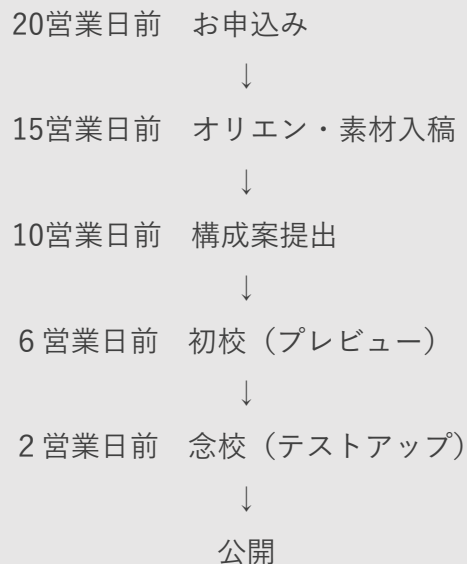 20営業日前　お申込み
↓
15営業日前　オリエン・素材入稿
↓
10営業日前　構成案提出
↓
６営業日前　初校（プレビュー）
↓
２営業日前　念校（テストアップ）
↓
公開